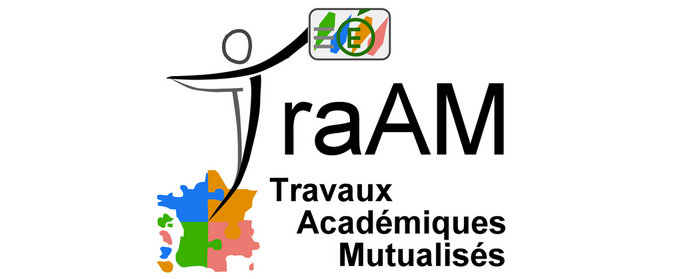 E
TraAM
Travaux
Académiques
Mutualisés